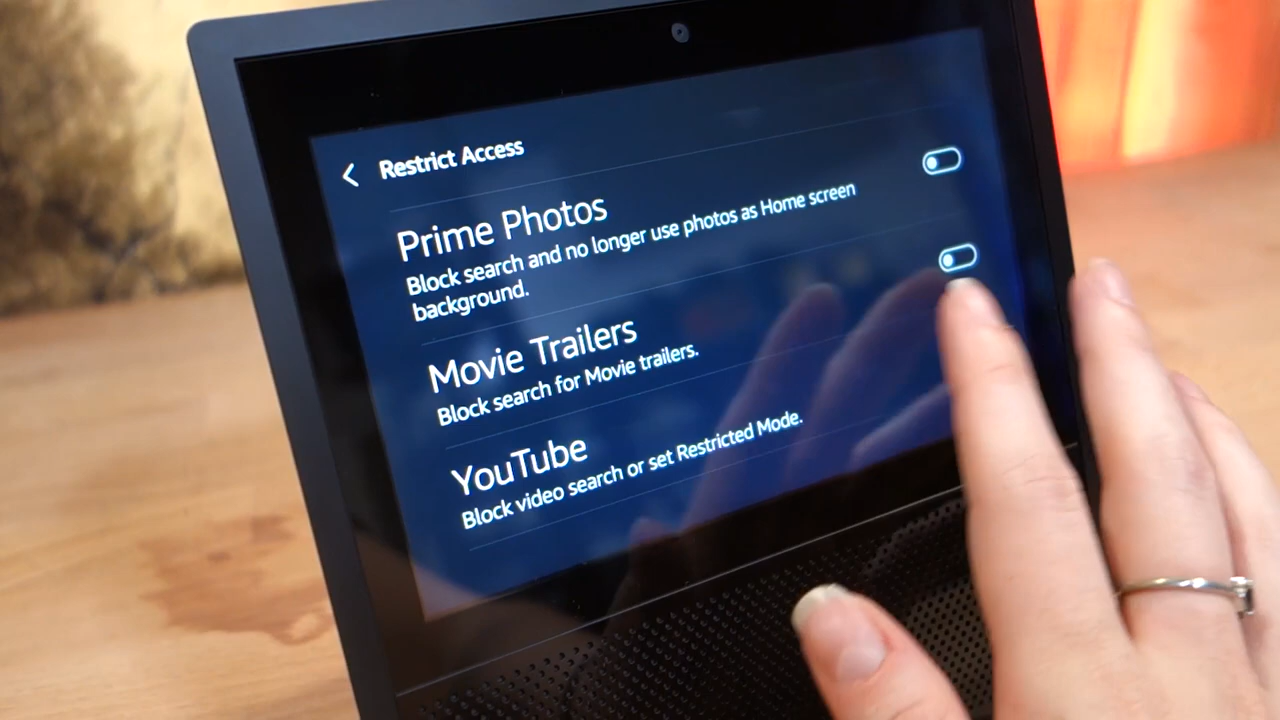 Restrict Access
Prime Photos
Block search and no longer use photos as Home screen
background.
Movie Trailers
Block search for Movie trailers.
YouTube
Block video search or set Restricted Mode.